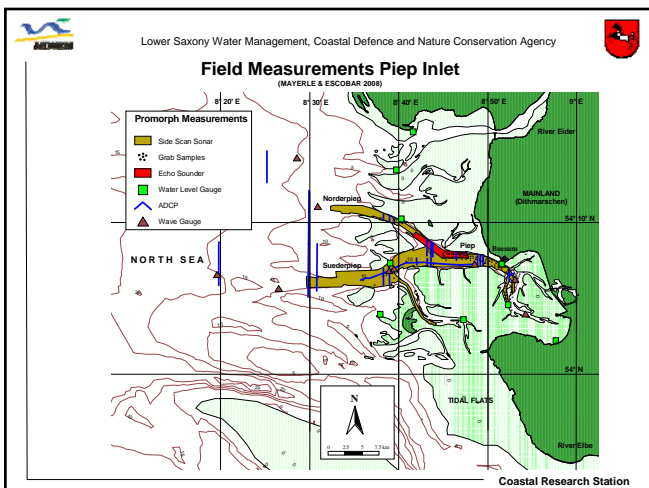 Lower Saxony Water Management, Coastal Defence and Nature Conservation Agency
Field Measurements Piep Inlet
(MAYERLE & ESCOBAR 2008)
8° 20' E
8° 30' E
8° 40' E
8° 50' E
9° E
Promorph Measurements
Side Scan Sonar
Grab Samples
Echo Sounder
Water Level Gauge
ADCP
Wave Gauge
River Eider
MAINLAND
(Dithmarschen)
Norderpiep
54° 10' N
Piep
Buesum
NORTH SEA
Suederpiep
54° N
TIDAL FLATS
N
0 2.5 5 7.5 km
River Elbe
Coastal Research Station